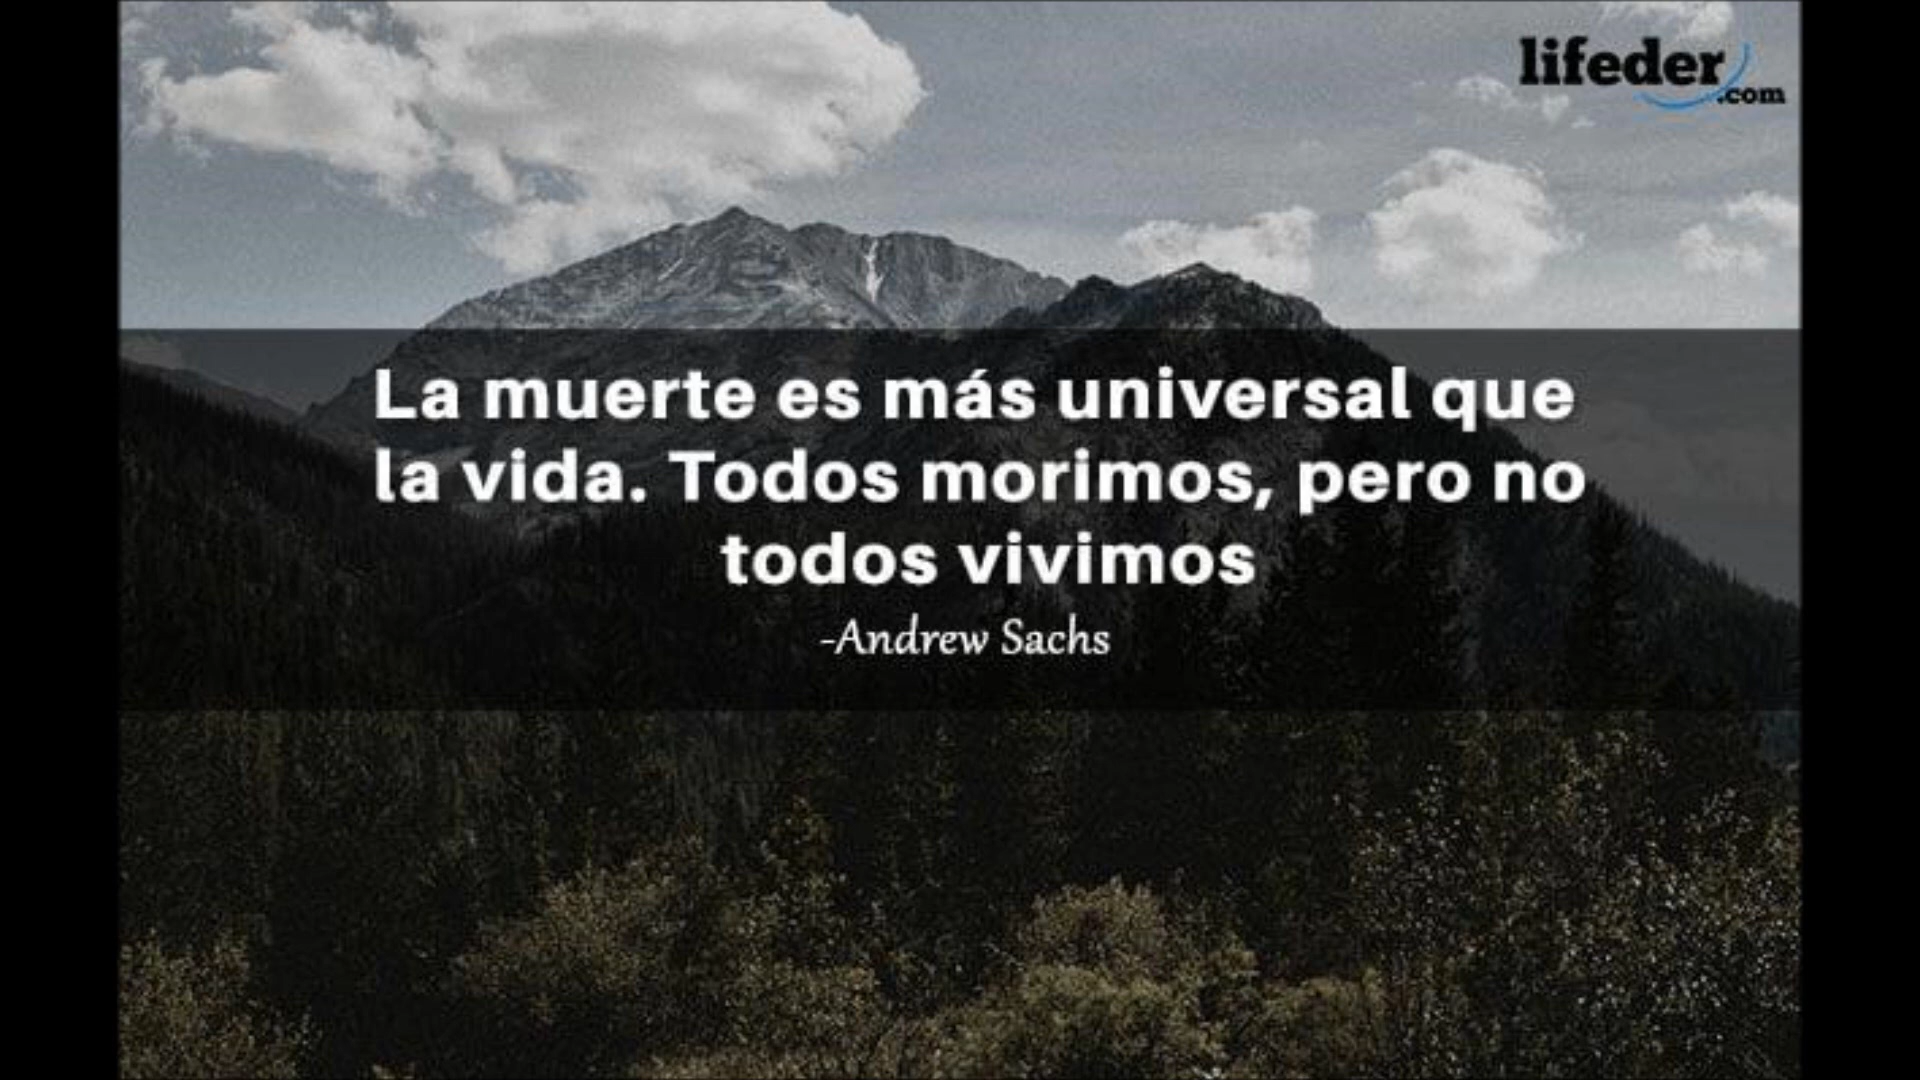 lifeder
.com
La muerte es más universal que
la vida. Todos morimos, pero no
todos vivimos
-Andrew Sachs